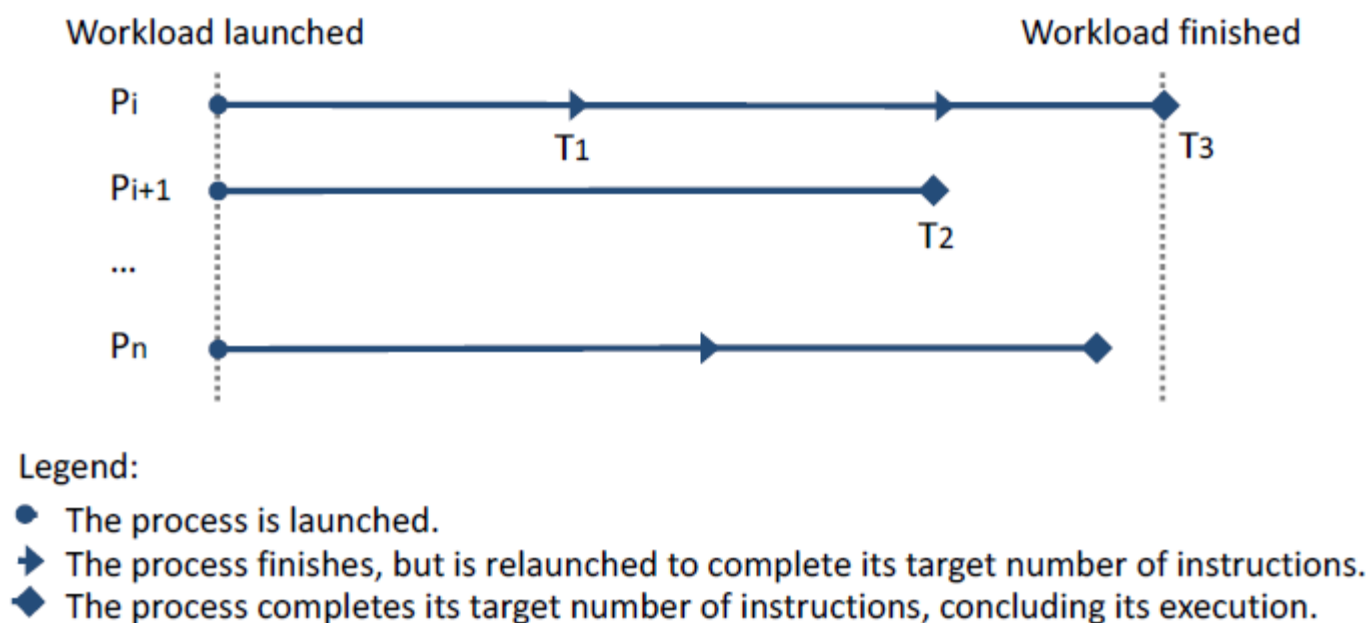 Workload launched
Workload finished
Pi
T1
T3
Pi+1
T2
...
Pn
Legend:
The process is launched.
The process finishes, but is relaunched to complete its target number of instructions.
The process completes its target number of instructions, concluding its execution.